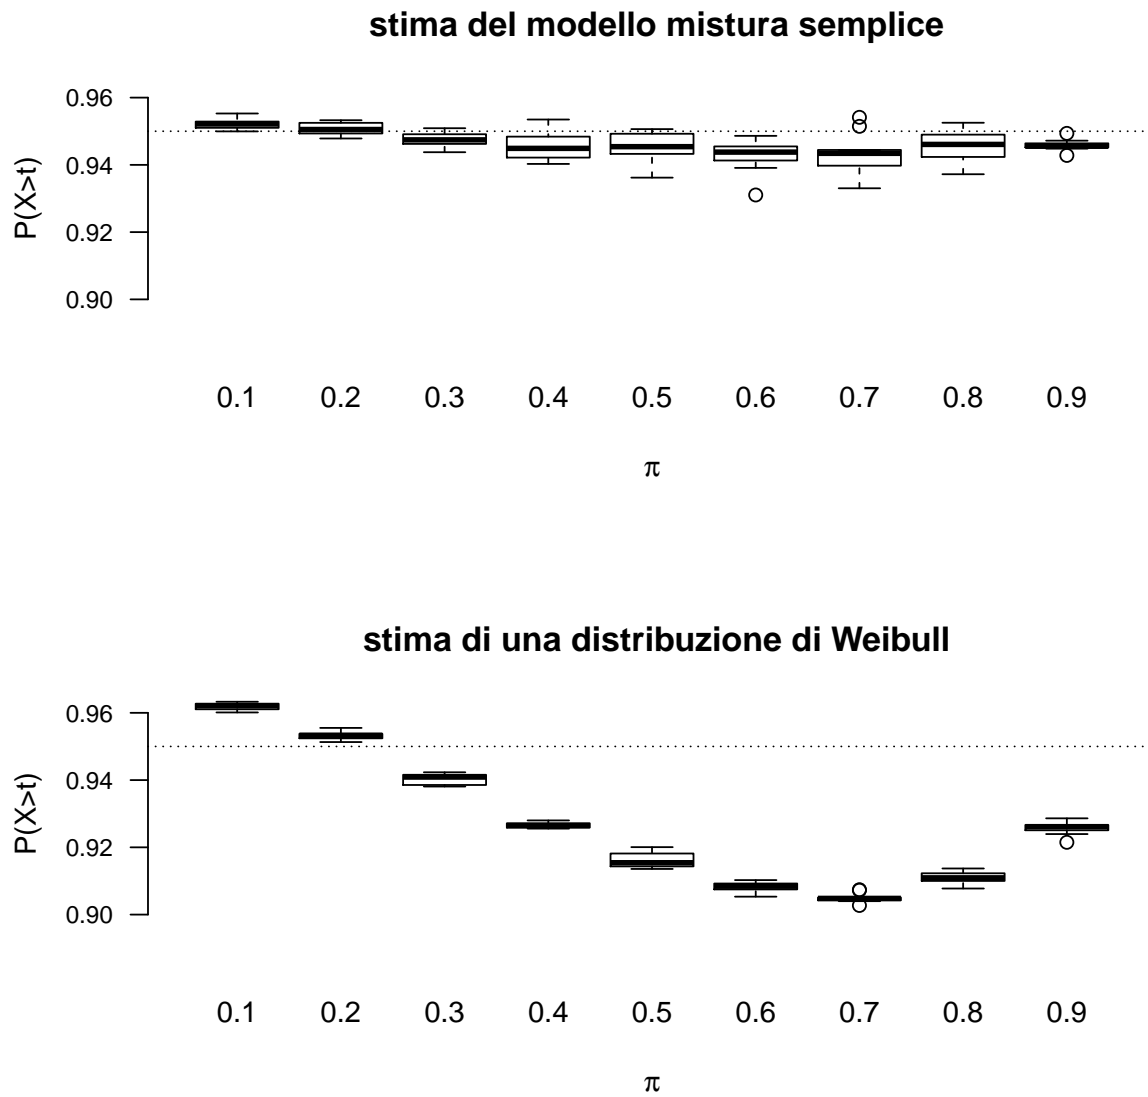 stima del modello mistura semplice
0.96
0.94
0.92
0.90
P(X>t)
0.1 0.2 0.3 0.4 0.5 0.6 0.7 0.8 0.9
π
stima di una distribuzione di Weibull
0.96
0.94
0.92
0.90
P(X>t)
0.1 0.2 0.3 0.4 0.5 0.6 0.7 0.8 0.9
π